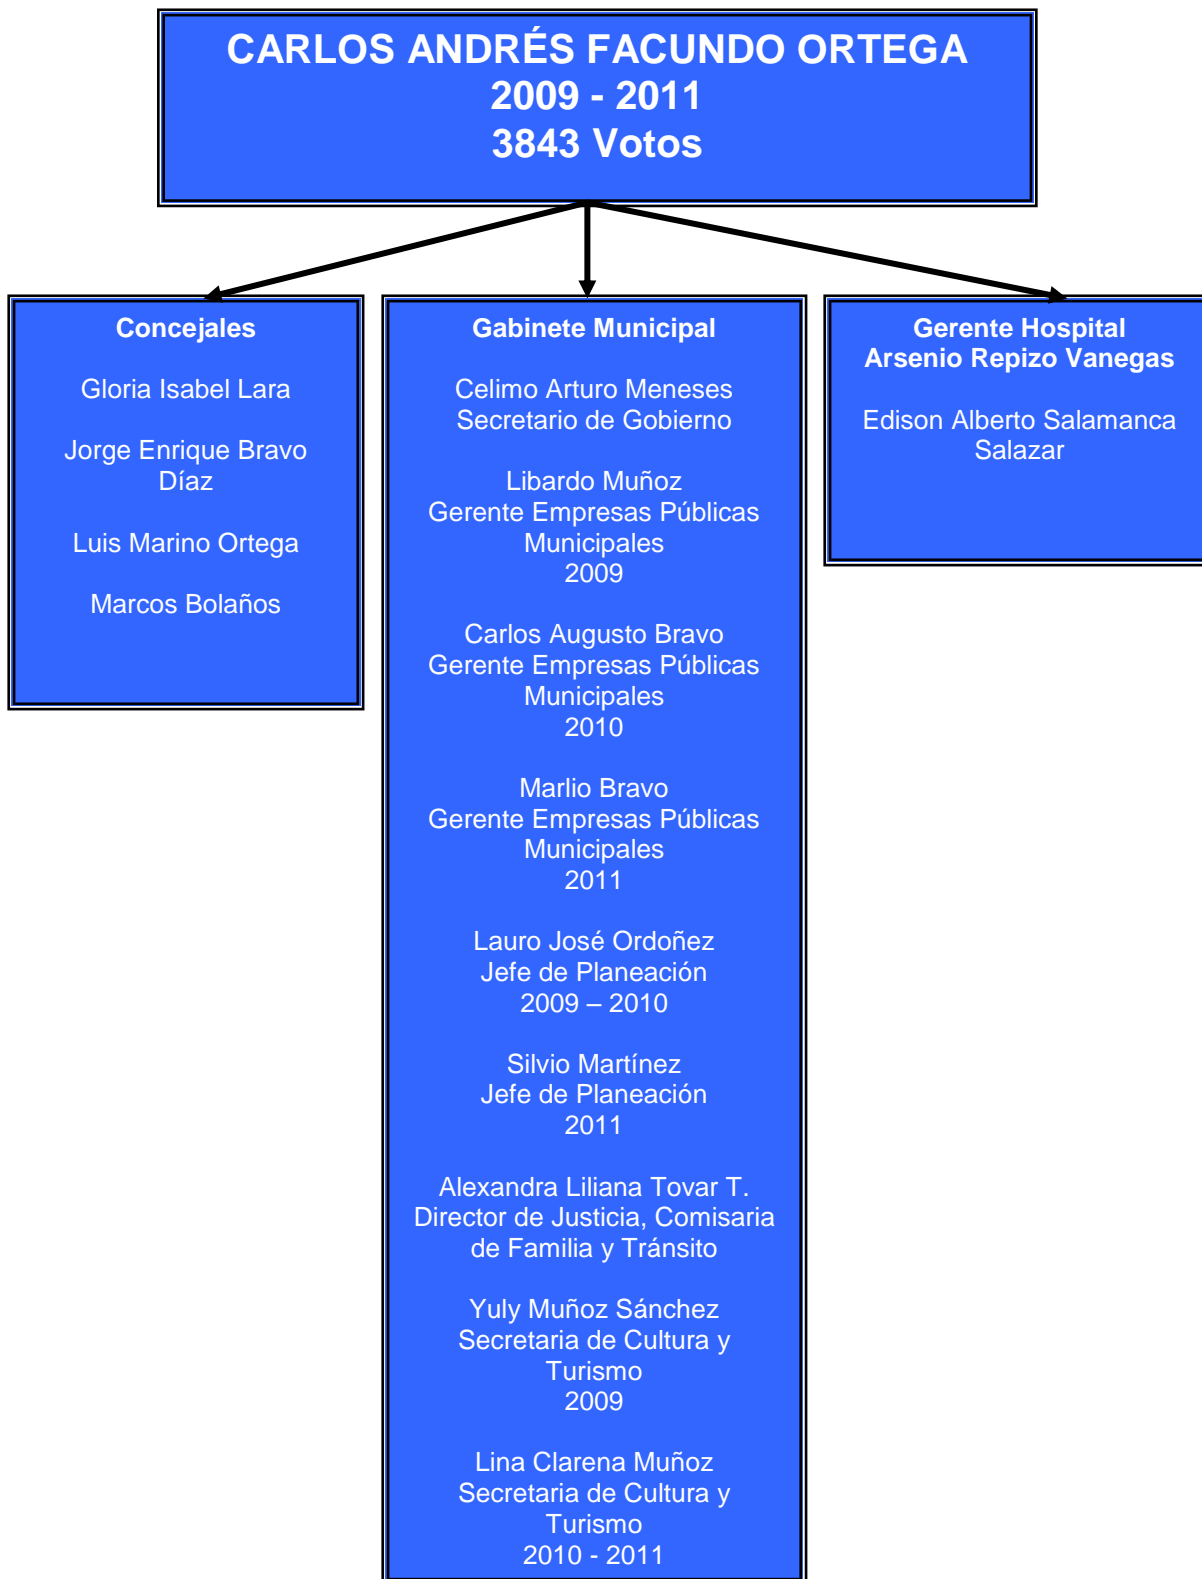 CARLOS ANDRÉS FACUNDO ORTEGA
2009 - 2011
3843 Votos
Concejales
Gloria Isabel Lara
Jorge Enrique Bravo
Díaz
Luis Marino Ortega
Marcos Bolaños
Gabinete Municipal
Celimo Arturo Meneses
Secretario de Gobierno
Libardo Muñoz
Gerente Empresas Públicas
Municipales
2009
Carlos Augusto Bravo
Gerente Empresas Públicas
Municipales
2010
Marlio Bravo
Gerente Empresas Públicas
Municipales
2011
Lauro José Ordoñez
Jefe de Planeación
2009 – 2010
Silvio Martínez
Jefe de Planeación
2011
Alexandra Liliana Tovar T.
Director de Justicia, Comisaria
de Familia y Tránsito
Yuly Muñoz Sánchez
Secretaria de Cultura y
Turismo
2009
Lina Clarena Muñoz
Secretaria de Cultura y
Turismo
2010 - 2011
Gerente Hospital
Arsenio Repizo Vanegas
Edison Alberto Salamanca
Salazar